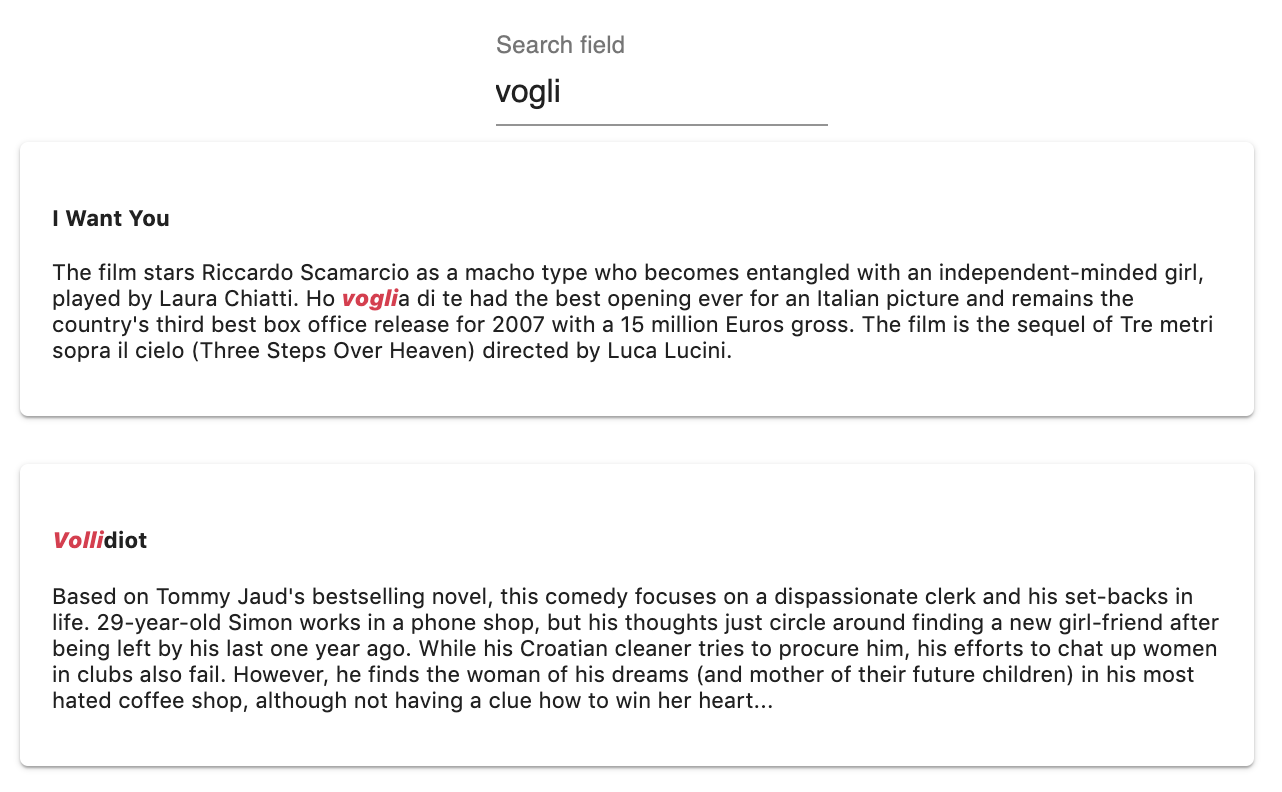 Search field
vogli
I Want You
The film stars Riccardo Scamarcio as a macho type who becomes entangled with an independent-minded girl,
played by Laura Chiatti. Ho voglia di te had the best opening ever for an Italian picture and remains the
country's third best box office release for 2007 with a 15 million Euros gross. The film is the sequel of Tre metri
sopra il cielo (Three Steps Over Heaven) directed by Luca Lucini.
Vollidiot
Based on Tommy Jaud's bestselling novel, this comedy focuses on a dispassionate clerk and his set-backs in
life. 29-year-old Simon works in a phone shop, but his thoughts just circle around finding a new girl-friend after
being left by his last one year ago. While his Croatian cleaner tries to procure him, his efforts to chat up women
in clubs also fail. However, he finds the woman of his dreams (and mother of their future children) in his most
hated coffee shop, although not having a clue how to win her heart...